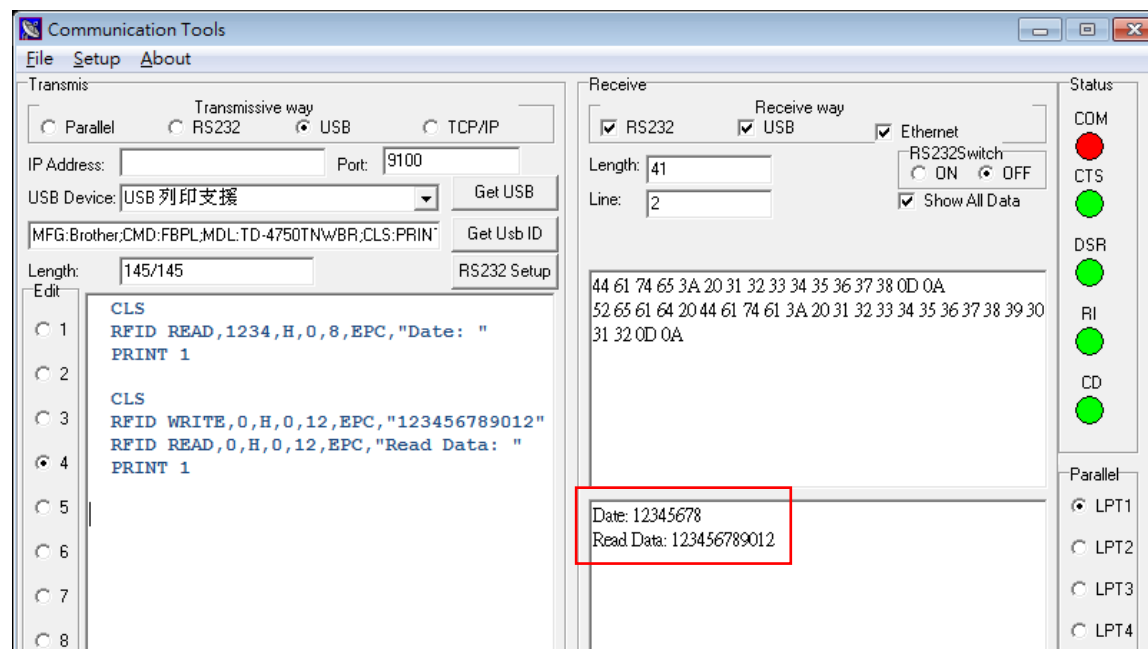 Communication Tools
File Setup About
Transmis
Transmissive way
Parallel RS232 USB TCP/IP
IP Address: Port: 9100
USB Device: USB 列印支援 Get USB
MFG:Brother;CMD:FBPL;MDL:TD-4750TNWBR;CLS:PRINT Get Usb ID
Length: 145/145 RS232 Setup
Edit
1
2
3
4
5
6
7
8
CLS
RFID READ,1234,H,0,8,EPC,"Date: "
PRINT 1
CLS
RFID WRITE,0,H,0,12,EPC,"123456789012"
RFID READ,0,H,0,12,EPC,"Read Data: "
PRINT 1
Receive
Receive way
RS232 USB Ethernet
Length: 41
RS232Switch
ON OFF
Line: 2
Show All Data
44 61 74 65 3A 20 31 32 33 34 35 36 37 38 0D 0A
52 65 61 64 20 44 61 74 61 3A 20 31 32 33 34 35 36 37 38 39 30
31 32 0D 0A
Date: 12345678
Read Data: 123456789012
Status
COM
CTS
DSR
RI
CD
Parallel
LPT1
LPT2
LPT3
LPT4